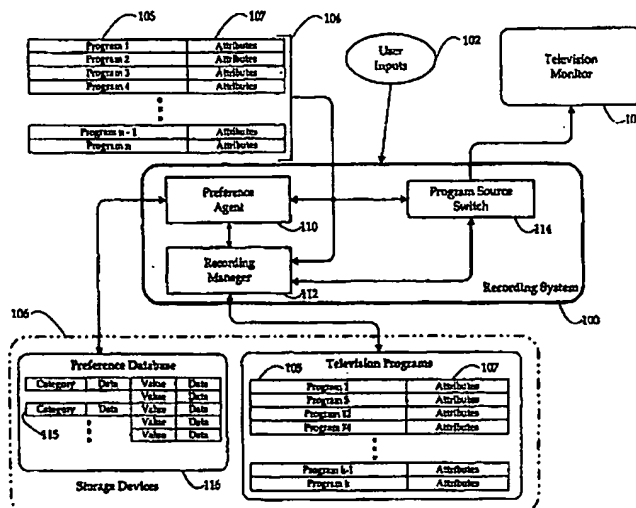 105
107
106
Program 1 Attributes
Program 2 Attributes
Program 3 Attributes
Program 4 Attributes
Program n - 1 Attributes
Program n Attributes
User Inputs
102
Television Monitor
Preference Agent
110
Program Source Switch
114
Recording Manager
112
Recording System
100
106
Preference Database
Category Data Value Data
Value Data
Category Data Value Data
Value Data
Value Data
115
116
Storage Devices
Television Programs
105
107
Program 1 Attributes
Program 5 Attributes
Program 12 Attributes
Attributes
Program k-1 Attributes
Program k Attributes